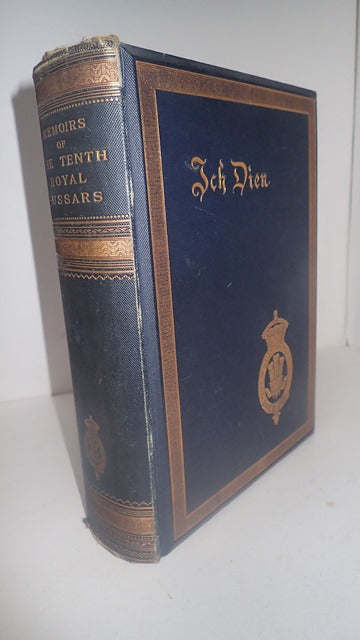 MEMOIRS
OF
THE TENTH
ROYAL
HUSSARS
Ich Dien